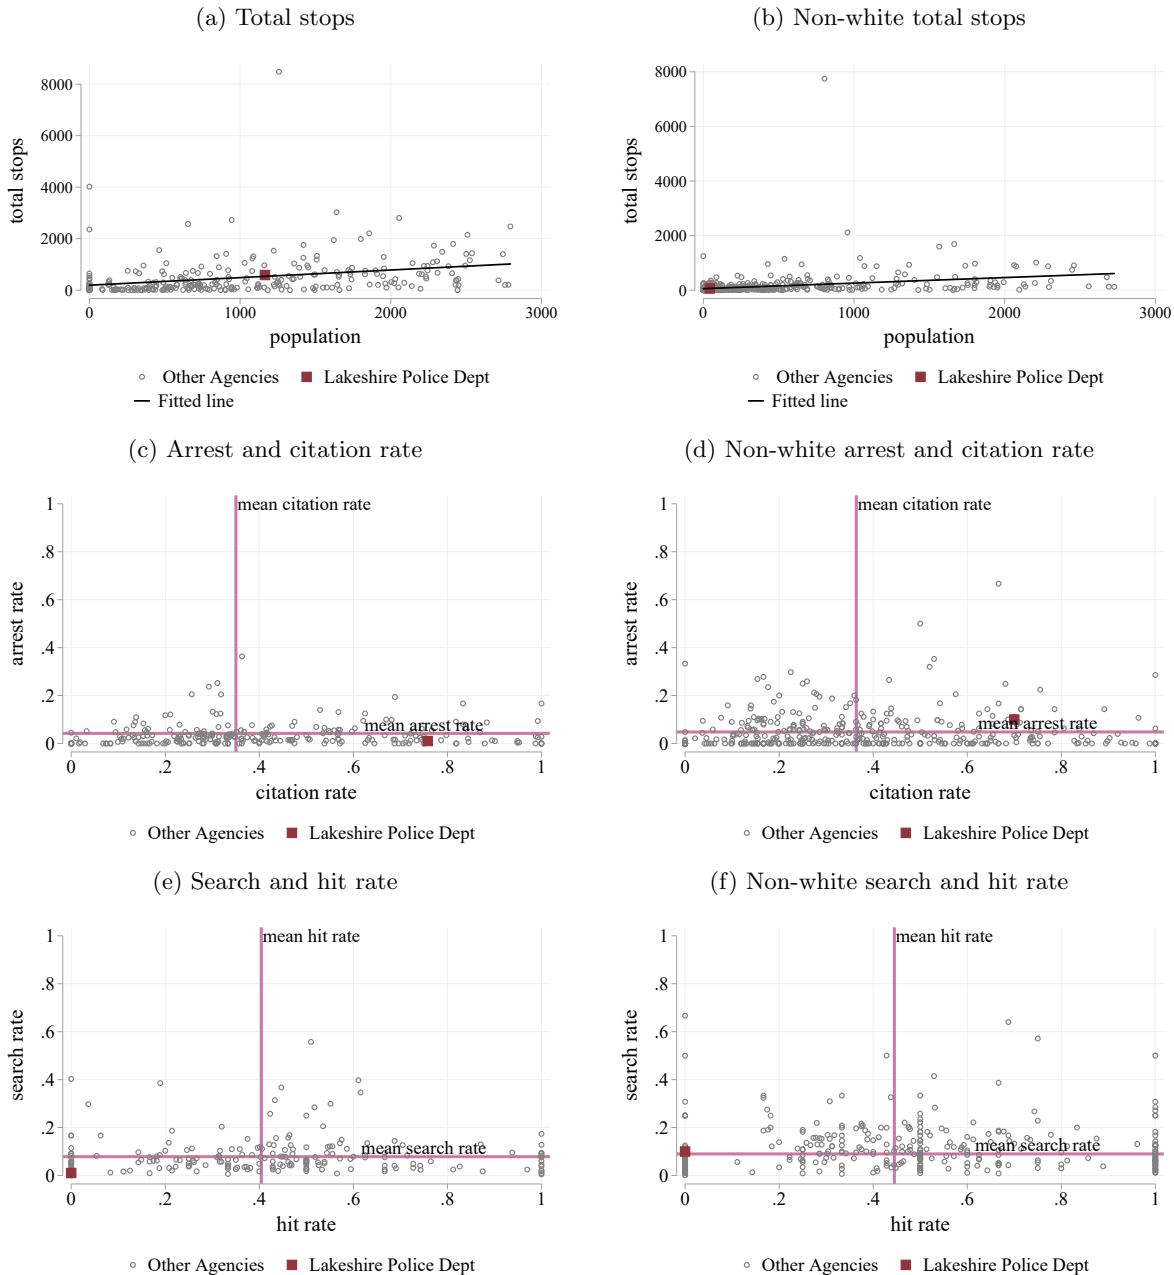 (a) Total stops
(b) Non-white total stops
total stops
8000
6000
4000
2000
0
0
1000
2000
3000
population
Other Agencies
Lakeshire Police Dept
Fitted line
total stops
8000
6000
4000
2000
0
0
1000
2000
3000
population
Other Agencies
Lakeshire Police Dept
Fitted line
(c) Arrest and citation rate
(d) Non-white arrest and citation rate
arrest rate
1
.8
.6
.4
.2
0
mean citation rate
mean arrest rate
0
.2
.4
.6
.8
1
citation rate
Other Agencies
Lakeshire Police Dept
arrest rate
1
.8
.6
.4
.2
0
mean citation rate
mean arrest rate
0
.2
.4
.6
.8
1
citation rate
Other Agencies
Lakeshire Police Dept
(e) Search and hit rate
(f) Non-white search and hit rate
search rate
1
.8
.6
.4
.2
0
mean hit rate
mean search rate
0
.2
.4
.6
.8
1
hit rate
Other Agencies
Lakeshire Police Dept
search rate
1
.8
.6
.4
.2
0
mean hit rate
mean search rate
0
.2
.4
.6
.8
1
hit rate
Other Agencies
Lakeshire Police Dept